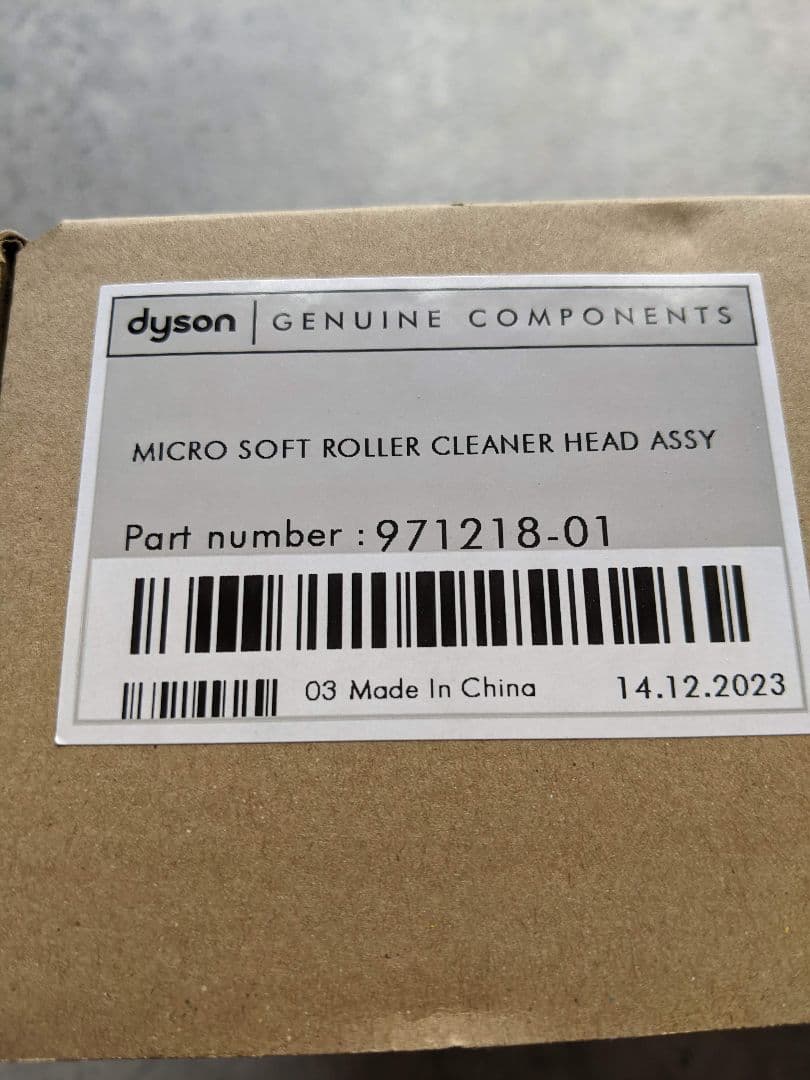 dyson | GENUINE COMPONENTS
MICRO SOFT ROLLER CLEANER HEAD ASSY
Part number : 971218-01
03 Made In China 14.12.2023